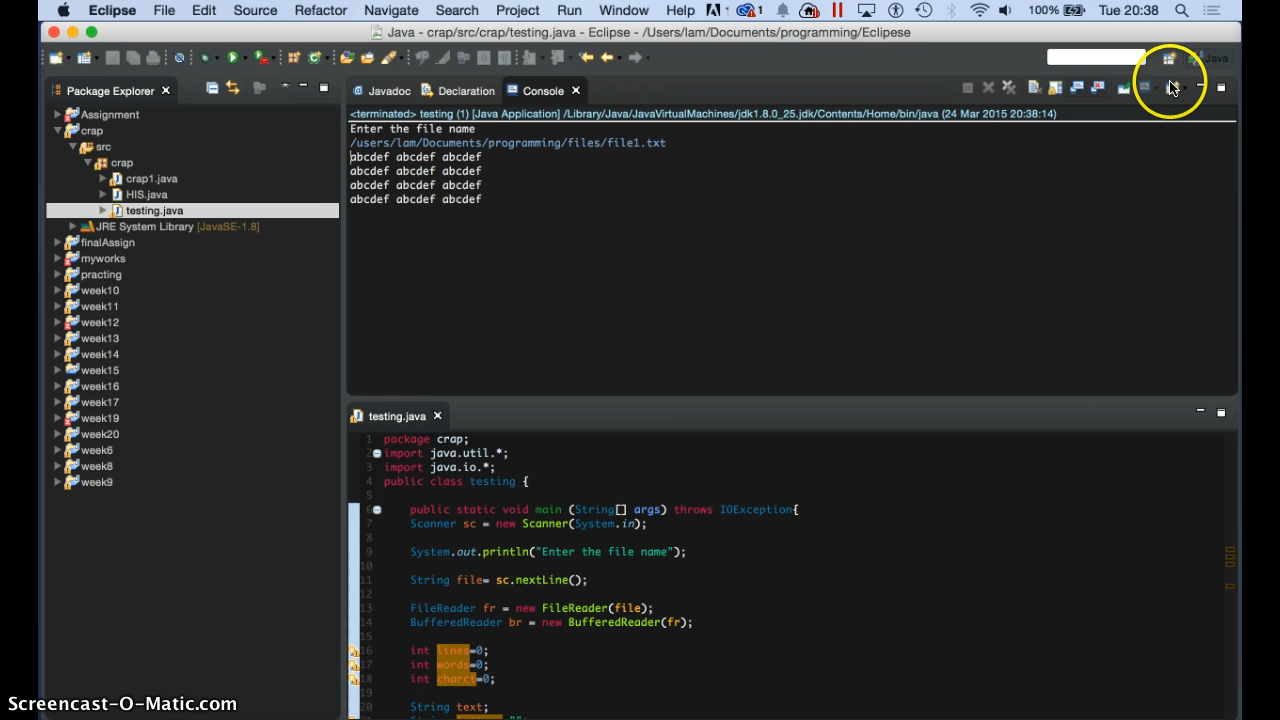 Eclipse File Edit Source Refactor Navigate Search Project Run Window Help 1 100% Tue 20:38
Java - crap/src/crap/testing.java - Eclipse - /Users/lam/Documents/programming/Eclipese
Java
Package Explorer
Javadoc Declaration Console
<terminated> testing (1) [Java Application] /Library/Java/JavaVirtualMachines/jdk1.8.0_25.jdk/Contents/Home/bin/java (24 Mar 2015 20:38:14)
Enter the file name
/users/lam/Documents/programming/files/file1.txt
abcdef abcdef abcdef
abcdef abcdef abcdef
abcdef abcdef abcdef
abcdef abcdef abcdef
Assignment
crap
src
crap
crap1.java
HIS.java
testing.java
JRE System Library [JavaSE-1.8]
finalAssign
myworks
practing
week10
week11
week12
week13
week14
week15
week16
week17
week19
week20
week6
week8
week9
testing.java
1 package crap;
2 import java.util.*;
3 import java.io.*;
4 public class testing {
5
6 public static void main (String[] args) throws IOException{
7 Scanner sc = new Scanner(System.in);
8
9 System.out.println("Enter the file name");
10
11 String file= sc.nextLine();
12
13 FileReader fr = new FileReader(file);
14 BufferedReader br = new BufferedReader(fr);
15
16 int lines=0;
17 int words=0;
18 int charct=0;
19
20 String text;
Screencast-O-Matic.com